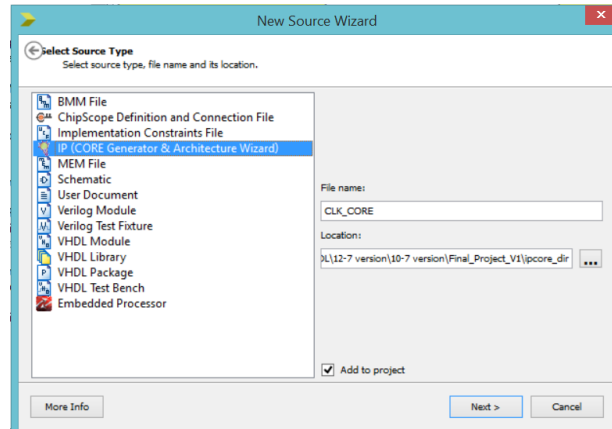 New Source Wizard
Select Source Type
Select source type, file name and its location.
BMM File
ChipScope Definition and Connection File
Implementation Constraints File
IP (CORE Generator & Architecture Wizard)
MEM File
Schematic
User Document
Verilog Module
Verilog Test Fixture
VHDL Module
VHDL Library
VHDL Package
VHDL Test Bench
Embedded Processor
File name:
CLK_CORE
Location:
DL\12-7 version\10-7 version\Final_Project_V1\ipcore_dir
...
Add to project
More Info
Next >
Cancel